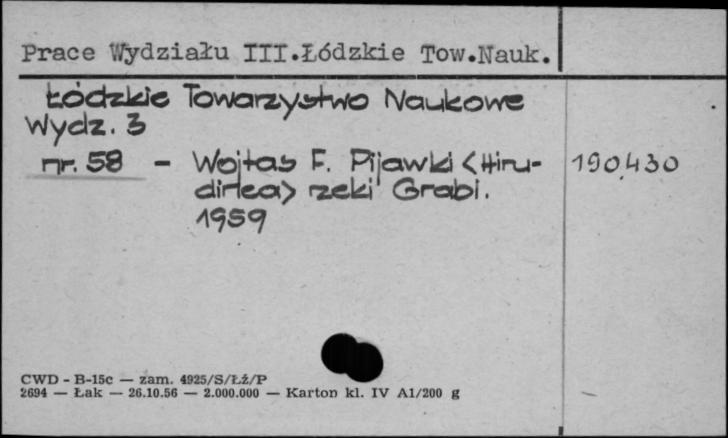 Prace Wydziału III.Łódzkie Tow.Nauk.
Łódzkie Towarzystwo Naukowe
Wydz. 3
nr. 58 - Wojtas F. Pijawki <Hiru- 190430
dinea> rzeki Grabi.
1959
CWD - B-15c — zam. 4925/S/Łź/P
2694 — Łak — 26.10.56 — 2.000.000 — Karton kl. IV A1/200 g